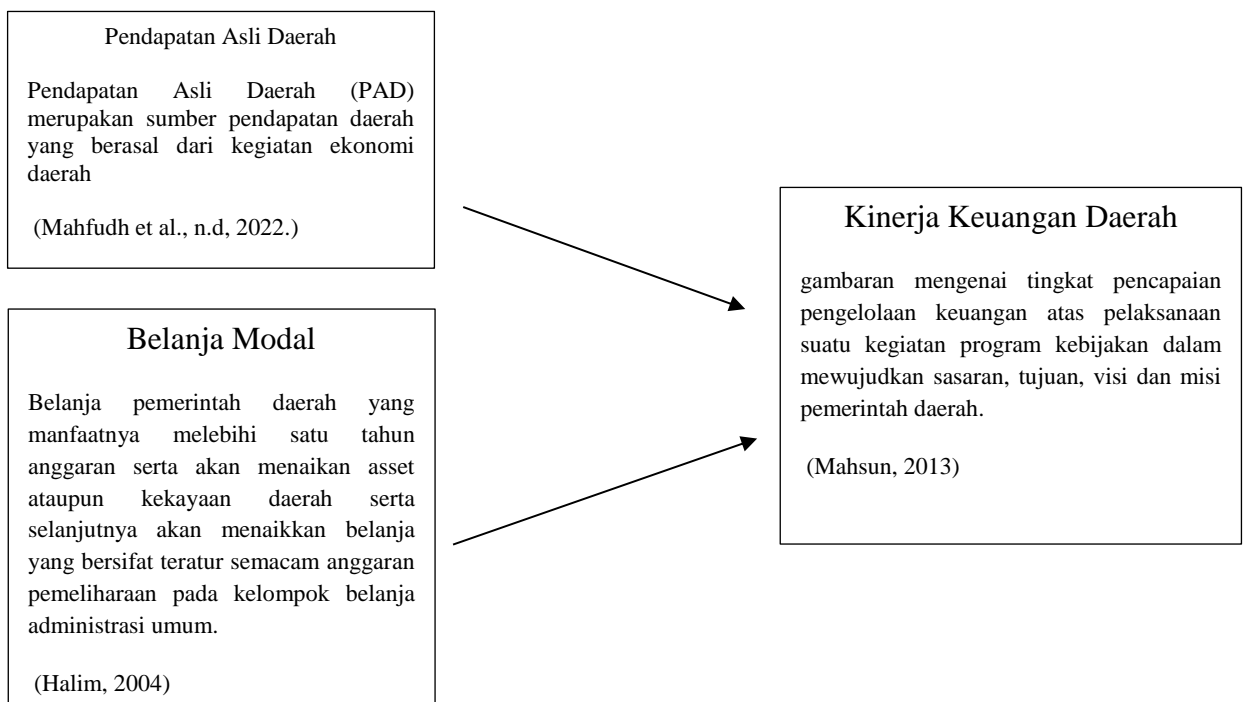 Pendapatan Asli Daerah
Pendapatan Asli Daerah (PAD)
merupakan sumber pendapatan daerah
yang berasal dari kegiatan ekonomi
daerah
(Mahfudh et al., n.d, 2022.)
Belanja Modal
Belanja pemerintah daerah yang
manfaatnya melebihi satu tahun
anggaran serta akan menaikan asset
ataupun kekayaan daerah serta
selanjutnya akan menaikkan belanja
yang bersifat teratur semacam anggaran
pemeliharaan pada kelompok belanja
administrasi umum.
(Halim, 2004)
Kinerja Keuangan Daerah
gambaran mengenai tingkat pencapaian
pengelolaan keuangan atas pelaksanaan
suatu kegiatan program kebijakan dalam
mewujudkan sasaran, tujuan, visi dan misi
pemerintah daerah.
(Mahsun, 2013)